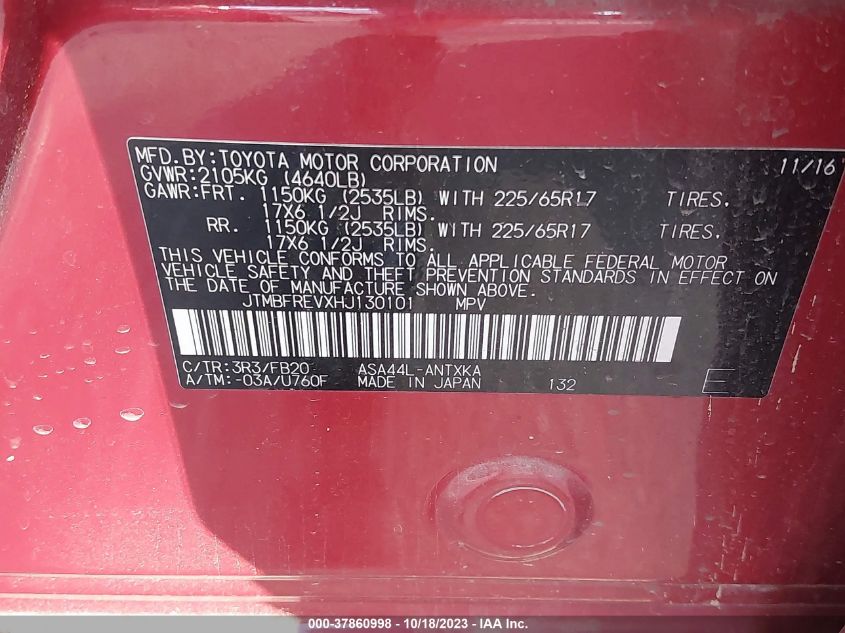 MFD.BY:TOYOTA MOTOR CORPORATION 11/16
GVWR:2105KG (4640LB)
GAWR:FRT. 1150KG (2535LB) WITH 225/65R17 TIRES.
17X6 1/2J RIMS.
RR. 1150KG (2535LB) WITH 225/65R17 TIRES.
17X6 1/2J RIMS.
THIS VEHICLE CONFORMS TO ALL APPLICABLE FEDERAL MOTOR
VEHICLE SAFETY AND THEFT PREVENTION STANDARDS IN EFFECT ON
THE DATE OF MANUFACTURE SHOWN ABOVE.
JTMBFREVXHJ130101 MPV
C/TR:3R3/FB20 ASA44L-ANTXKA
A/TM:-03A/U760F MADE IN JAPAN 132 E
000-37860998 - 10/18/2023 - IAA Inc.